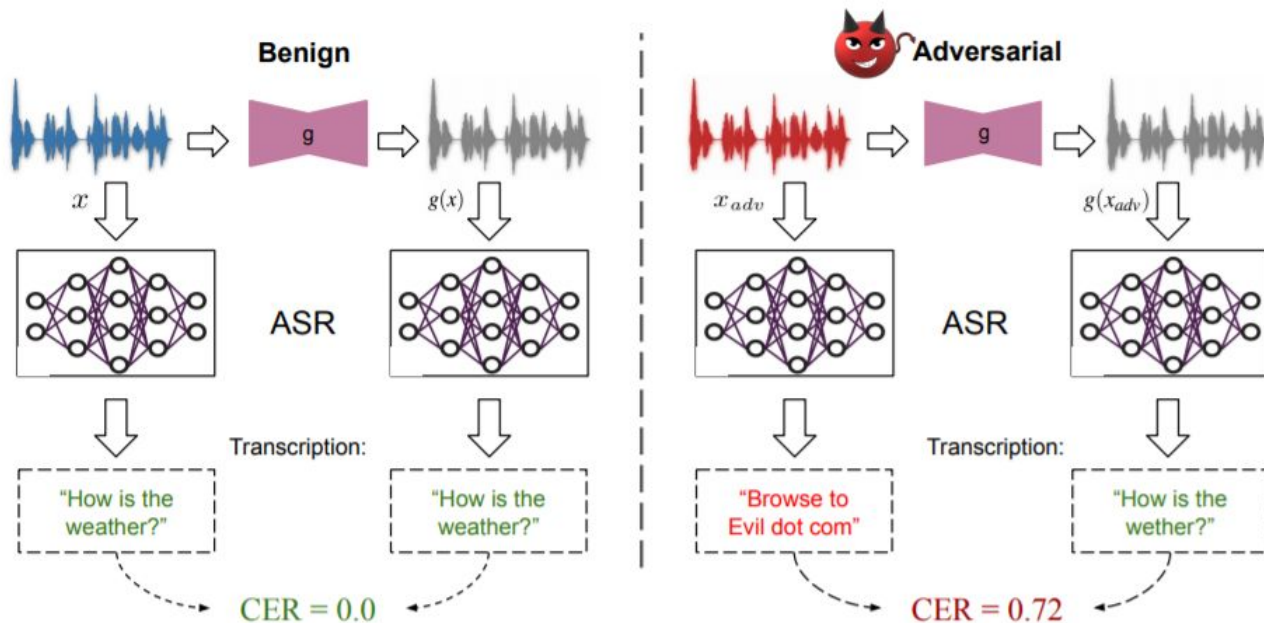 Benign
g
x
g(x)
ASR
Transcription:
“How is the
weather?”
“How is the
weather?”
CER = 0.0
Adversarial
g
x_adv
g(x_adv)
ASR
Transcription:
“Browse to
Evil dot com”
“How is the
wether?”
CER = 0.72